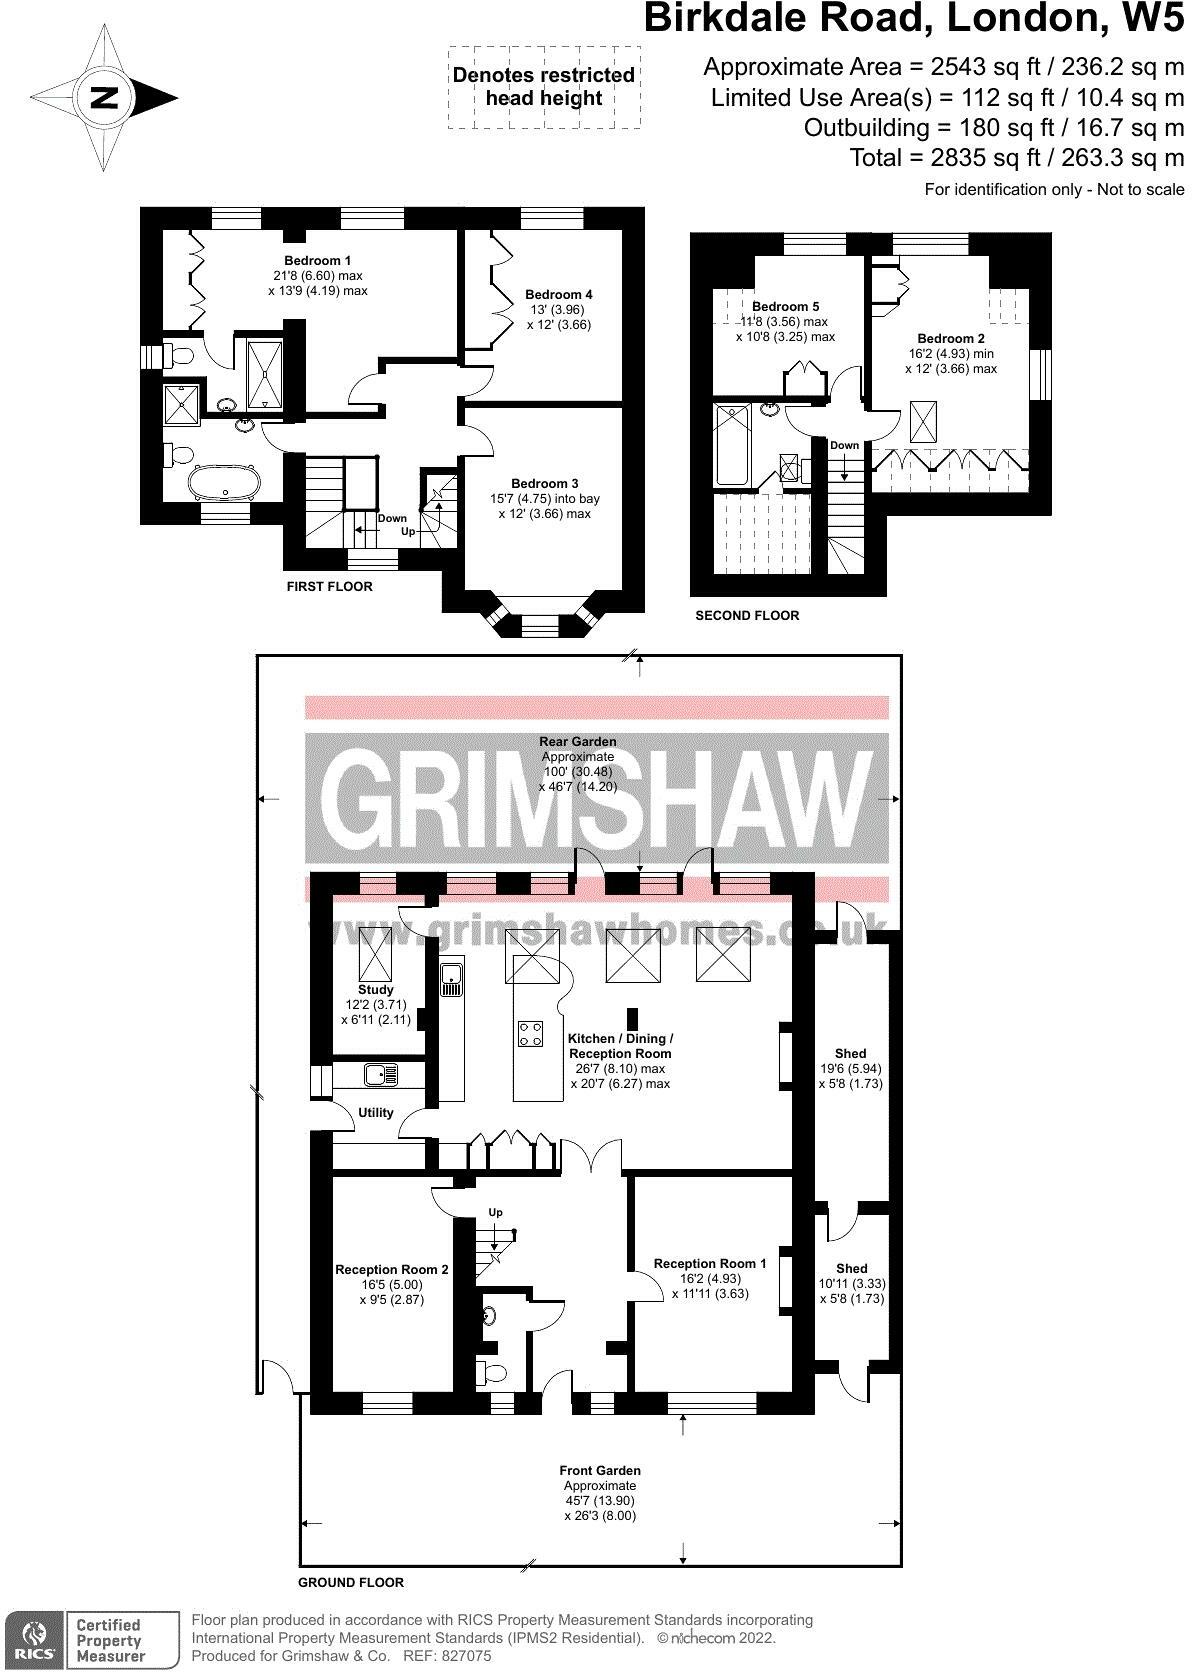 Birkdale Road, London, W5
Approximate Area = 2543 sq ft / 236.2 sq m
Limited Use Area(s) = 112 sq ft / 10.4 sq m
Outbuilding = 180 sq ft / 16.7 sq m
Total = 2835 sq ft / 263.3 sq m
For identification only - Not to scale
N
Denotes restricted
head height
Bedroom 1
21'8 (6.60) max
x 13'9 (4.19) max
Bedroom 4
13' (3.96)
x 12' (3.66)
Bedroom 3
15'7 (4.75) into bay
x 12' (3.66) max
Down
Up
FIRST FLOOR
Bedroom 5
11'8 (3.56) max
x 10'8 (3.25) max
Bedroom 2
16'2 (4.93) min
x 12' (3.66) max
Down
SECOND FLOOR
Rear Garden
Approximate
100' (30.48)
x 46'7 (14.20)
GRIMSHAW
www.grimshawhomes.co.uk
Study
12'2 (3.71)
x 6'11 (2.11)
Kitchen / Dining /
Reception Room
26'7 (8.10) max
x 20'7 (6.27) max
Shed
19'6 (5.94)
x 5'8 (1.73)
Utility
Up
Reception Room 2
16'5 (5.00)
x 9'5 (2.87)
Reception Room 1
16'2 (4.93)
x 11'11 (3.63)
Shed
10'11 (3.33)
x 5'8 (1.73)
Front Garden
Approximate
45'7 (13.90)
x 26'3 (8.00)
GROUND FLOOR
RICS
Certified
Property
Measurer
Floor plan produced in accordance with RICS Property Measurement Standards incorporating
International Property Measurement Standards (IPMS2 Residential). © nichecom 2022.
Produced for Grimshaw & Co. REF: 827075